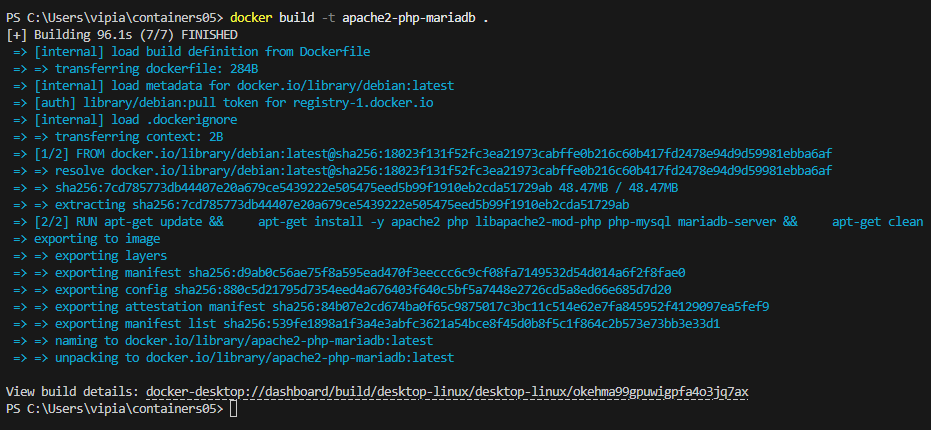 PS C:\Users\vipia\containers05> docker build -t apache2-php-mariadb .
[+] Building 96.1s (7/7) FINISHED
=> [internal] load build definition from Dockerfile
=> => transferring dockerfile: 284B
=> [internal] load metadata for docker.io/library/debian:latest
=> [auth] library/debian:pull token for registry-1.docker.io
=> [internal] load .dockerignore
=> => transferring context: 2B
=> [1/2] FROM docker.io/library/debian:latest@sha256:18023f131f52fc3ea21973cabffe0b216c60b417fd2478e94d9d59981ebba6af
=> => resolve docker.io/library/debian:latest@sha256:18023f131f52fc3ea21973cabffe0b216c60b417fd2478e94d9d59981ebba6af
=> => sha256:7cd785773db44407e20a679ce5439222e505475eed5b99f1910eb2cda51729ab 48.47MB / 48.47MB
=> => extracting sha256:7cd785773db44407e20a679ce5439222e505475eed5b99f1910eb2cda51729ab
=> [2/2] RUN apt-get update &&     apt-get install -y apache2 php libapache2-mod-php php-mysql mariadb-server &&     apt-get clean
=> exporting to image
=> => exporting layers
=> => exporting manifest sha256:d9ab0c56ae75f8a595ead470f3eeccc6c9cf08fa7149532d54d014a6f2f8fae0
=> => exporting config sha256:880c5d21795d7354eed4a676403f640c5bf5a7448e2726cd5a8ed66e685d7d20
=> => exporting attestation manifest sha256:84b07e2cd674ba0f65c9875017c3bc11c514e62e7fa845952f4129097ea5fef9
=> => exporting manifest list sha256:539fe1898a1f3a4e3abfc3621a54bce8f45d0b8f5c1f864c2b573e73bb3e33d1
=> => naming to docker.io/library/apache2-php-mariadb:latest
=> => unpacking to docker.io/library/apache2-php-mariadb:latest
View build details: docker-desktop://dashboard/build/desktop-linux/desktop-linux/okehma99gpuwigpfa4o3jq7ax
PS C:\Users\vipia\containers05>